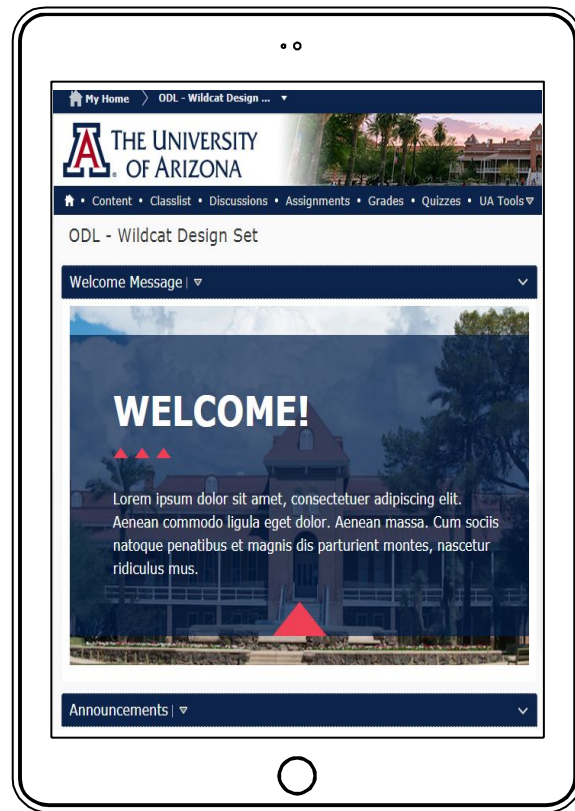 My Home ODL - Wildcat Design ...
A THE UNIVERSITY
OF ARIZONA
• Content • Classlist • Discussions • Assignments • Grades • Quizzes • UA Tools
ODL - Wildcat Design Set
Welcome Message |
WELCOME!
Lorem ipsum dolor sit amet, consectetuer adipiscing elit.
Aenean commodo ligula eget dolor. Aenean massa. Cum sociis
natoque penatibus et magnis dis parturient montes, nascetur
ridiculus mus.
Announcements |